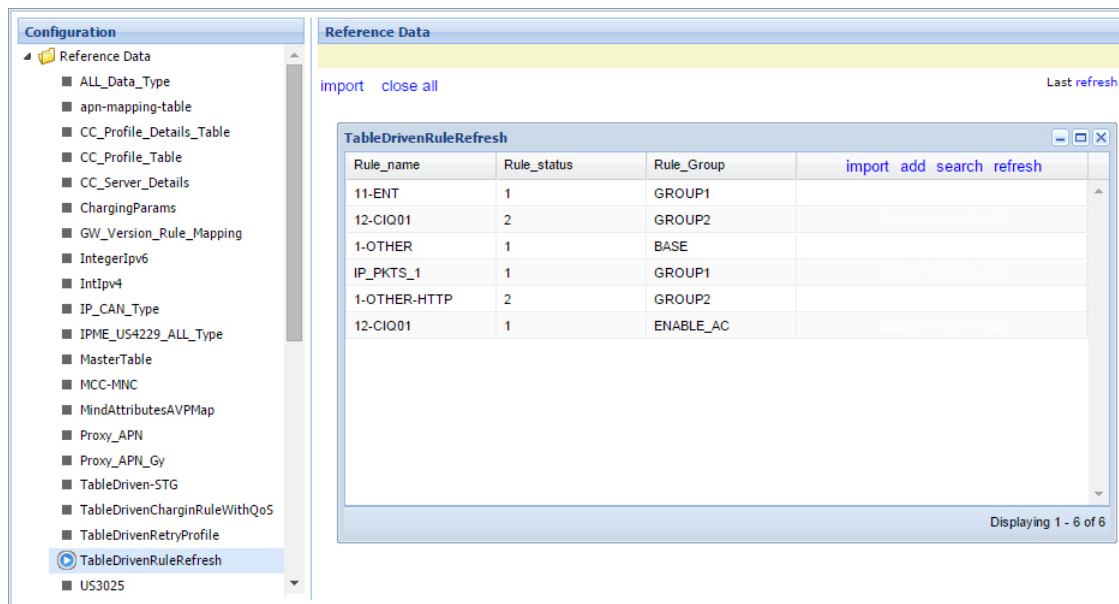 Configuration
Reference Data
ALL_Data_Type
apn-mapping-table
CC_Profile_Details_Table
CC_Profile_Table
CC_Server_Details
ChargingParams
GW_Version_Rule_Mapping
IntegerIpv6
IntIpv4
IP_CAN_Type
IPME_US4229_ALL_Type
MasterTable
MCC-MNC
MindAttributesAVPMap
Proxy_APN
Proxy_APN_Gy
TableDriven-STG
TableDrivenCharginRuleWithQoS
TableDrivenRetryProfile
TableDrivenRuleRefresh
US3025
Reference Data
import close all Last refresh
TableDrivenRuleRefresh
Rule_name Rule_status Rule_Group import add search refresh
11-ENT 1 GROUP1
12-CIQ01 2 GROUP2
1-OTHER 1 BASE
IP_PKTS_1 1 GROUP1
1-OTHER-HTTP 2 GROUP2
12-CIQ01 1 ENABLE_AC
Displaying 1 - 6 of 6